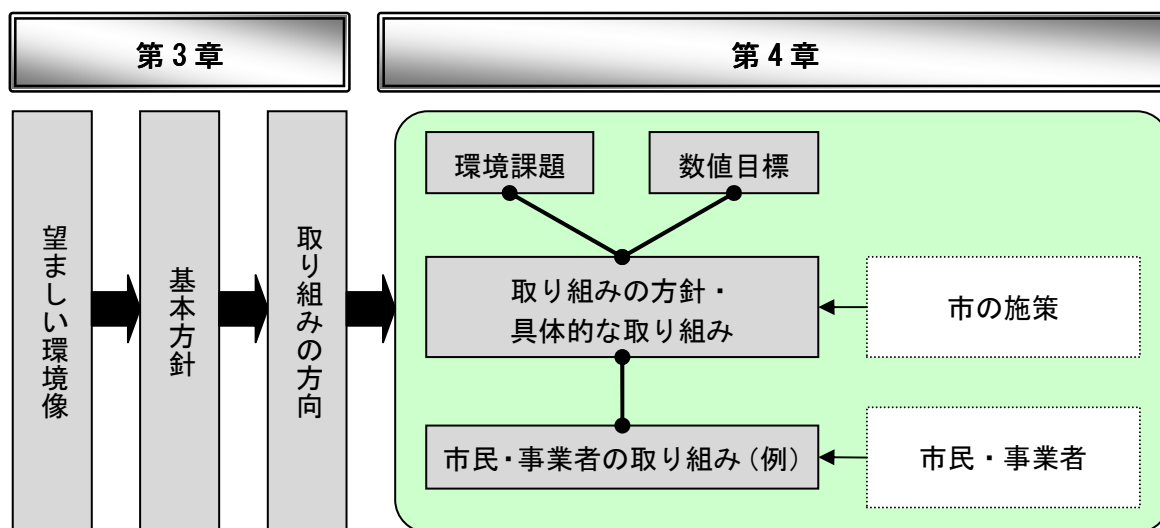 第3章
第4章
望ましい環境像
基本方針
取り組みの方向
環境課題
数値目標
取り組みの方針・
具体的な取り組み
市の施策
市民・事業者の取り組み(例)
市民・事業者